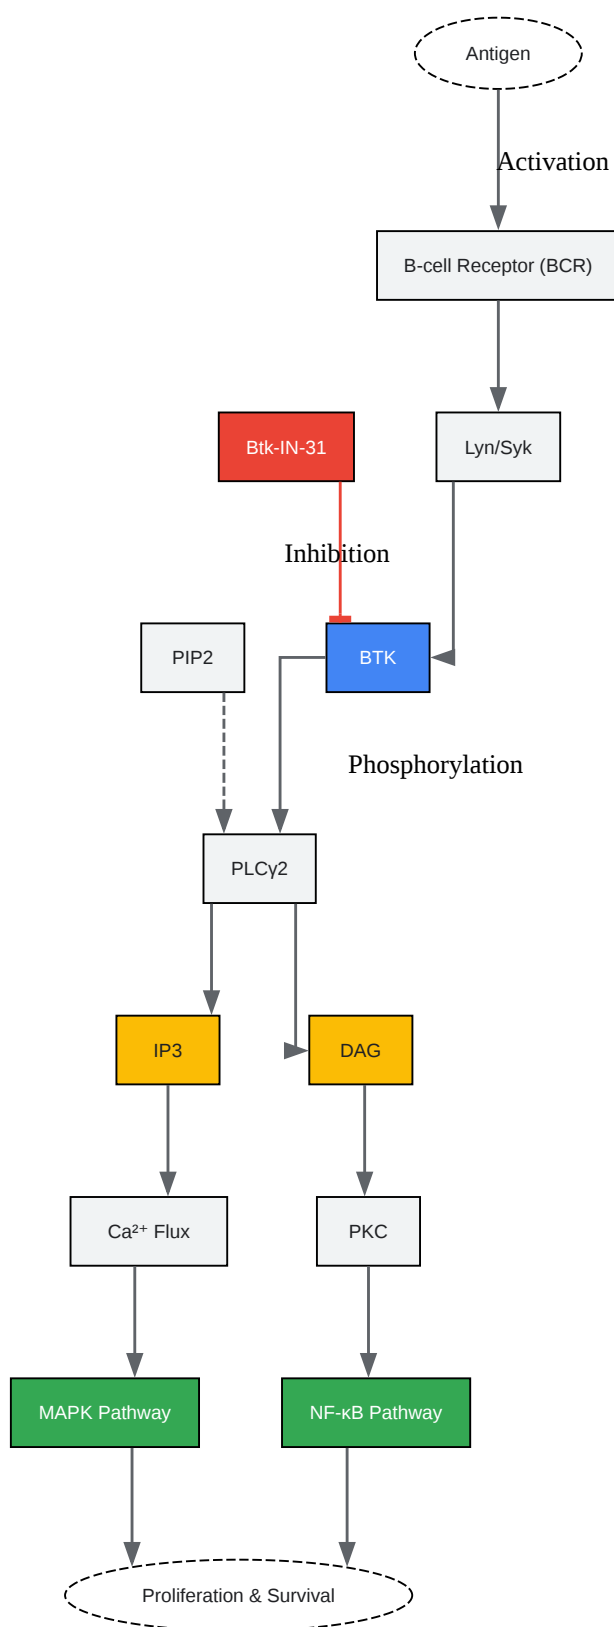 Antigen
Activation
B-cell Receptor (BCR)
Btk-IN-31
Lyn/Syk
Inhibition
PIP2
BTK
Phosphorylation
PLCγ2
IP3
DAG
Ca²⁺ Flux
PKC
MAPK Pathway
NF-κB Pathway
Proliferation & Survival